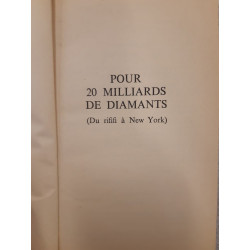 POUR
20 MILLIARDS
DE DIAMANTS
(Du rififi à New York)